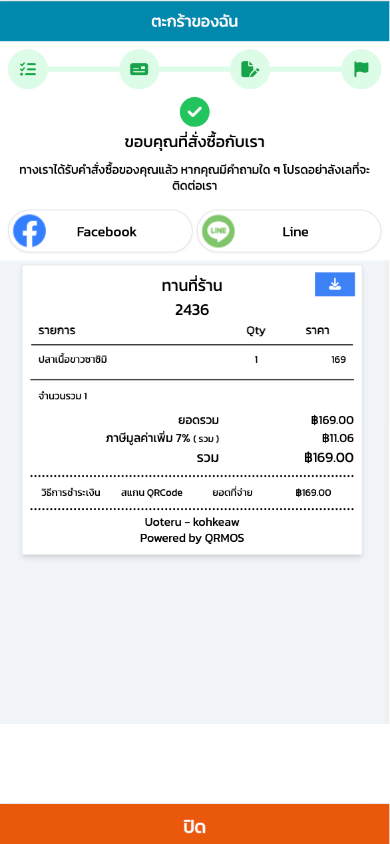 ตะกร้าของฉัน
ขอบคุณที่สั่งซื้อกับเรา
ทางเราได้รับคำสั่งซื้อของคุณแล้ว หากคุณมีคำถามใด ๆ โปรดอย่าลังเลที่จะ
ติดต่อเรา
Facebook
LINE
Line
ทานที่ร้าน
2436
รายการ Qty ราคา
ปลาเนื้อขาวซาชิมิ 1 169
จำนวนรวม 1
ยอดรวม ฿169.00
ภาษีมูลค่าเพิ่ม 7% ( รวม ) ฿11.06
รวม ฿169.00
วิธีการชำระเงิน สแกน QRCode ยอดที่จ่าย ฿169.00
Uoteru - kohkeaw
Powered by QRMOS
ปิด